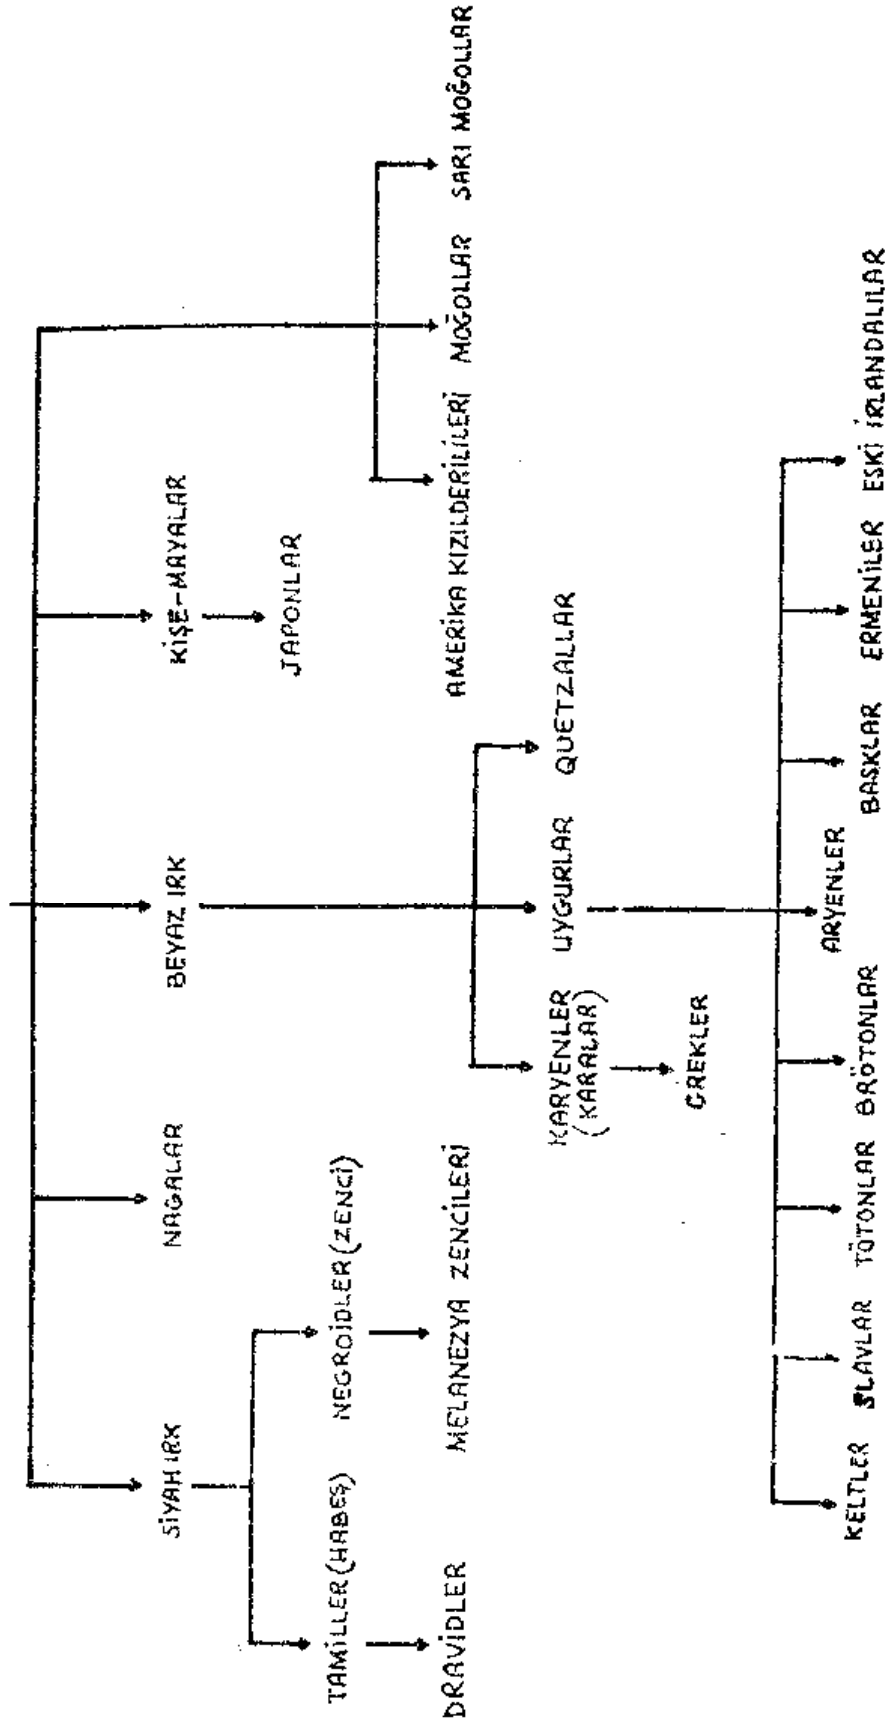 SİYAH IRK
NAGALAR
BEYAZ IRK
KİŞE-MAYALAR
JAPONLAR
TAMİLLER (HABEŞ)
NEGROİDLER (ZENCİ)
DRAVIDLER
MELANEZYA ZENCİLERİ
AMERİKA KIZILDERİLİLERİ
MOĞOLLAR
SARI MOĞOLLAR
KARYENLER
(KARALAR)
UYGURLAR
QUETZALLAR
GREKLER
KELTLER
SLAVLAR
TÖTONLAR
BRÖTONLAR
ARYENLER
BASKLAR
ERMENİLER
ESKİ İRLANDALILAR